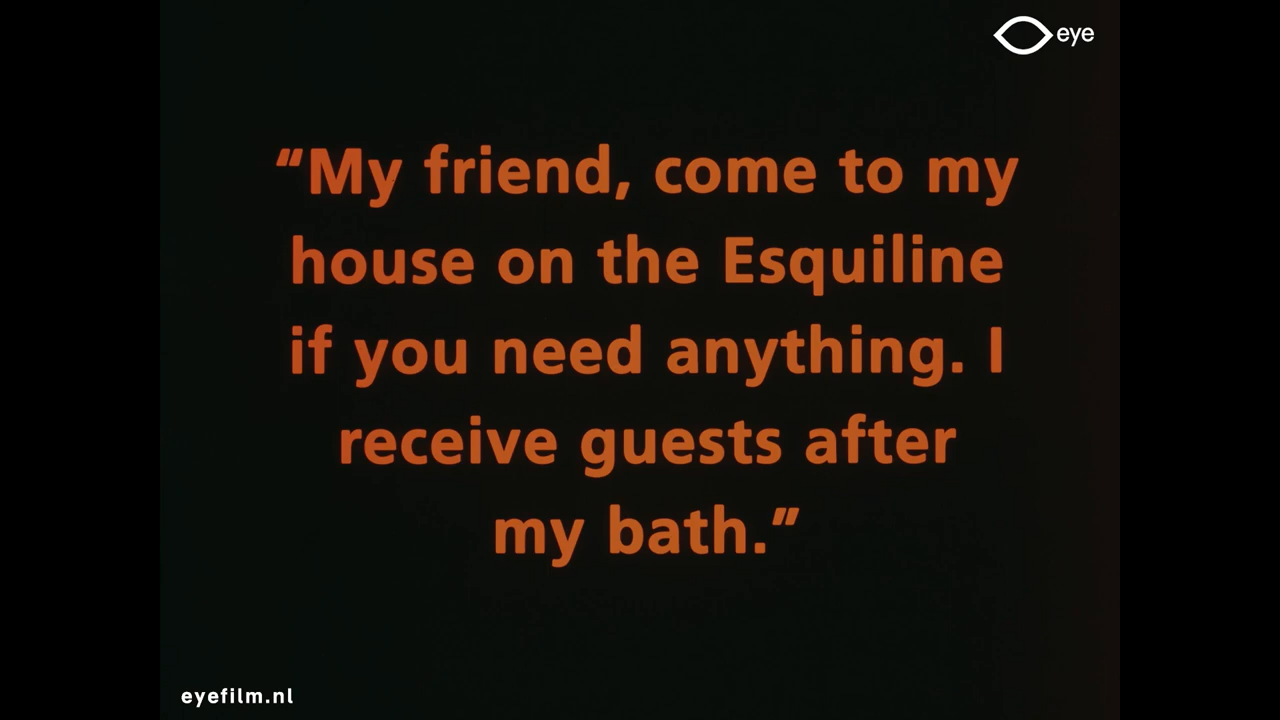 eye
“My friend, come to my
house on the Esquiline
if you need anything. I
receive guests after
my bath.”
eyefilm.nl